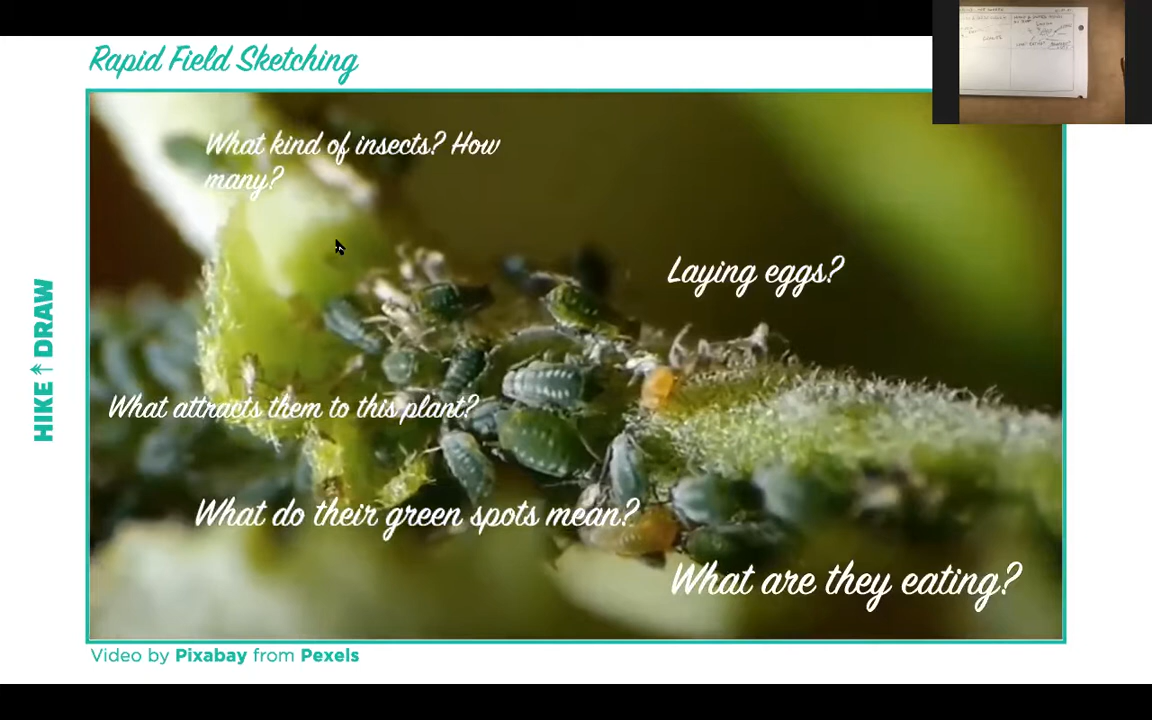 Rapid Field Sketching
What kind of insects? How
many?
Laying eggs?
What attracts them to this plant?
What do their green spots mean?
What are they eating?
HIKE DRAW
Video by Pixabay from Pexels